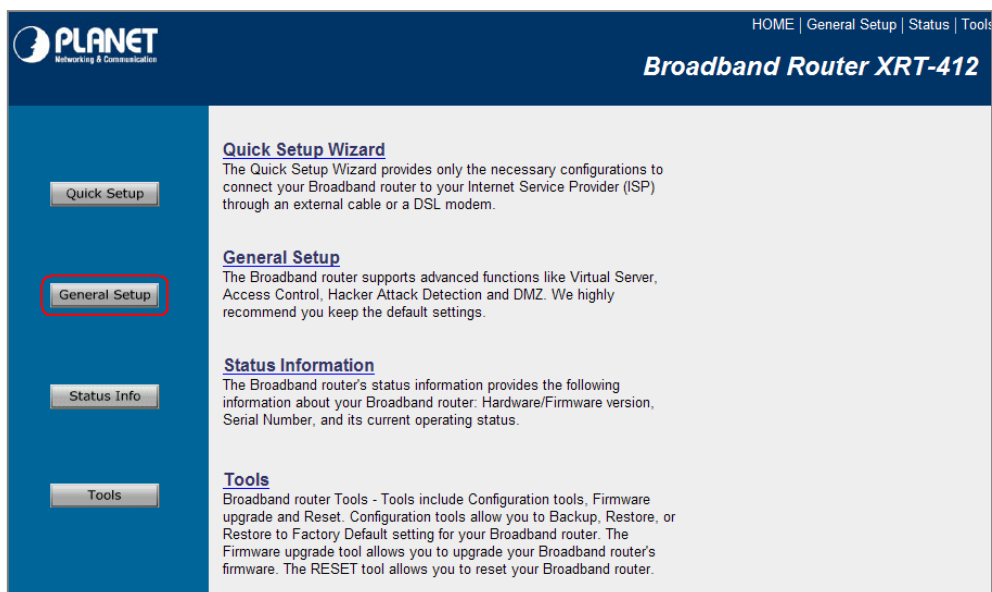 PLANET
Networking & Communication
HOME | General Setup | Status | Tools
Broadband Router XRT-412
Quick Setup
General Setup
Status Info
Tools
Quick Setup Wizard
The Quick Setup Wizard provides only the necessary configurations to
connect your Broadband router to your Internet Service Provider (ISP)
through an external cable or a DSL modem.
General Setup
The Broadband router supports advanced functions like Virtual Server,
Access Control, Hacker Attack Detection and DMZ. We highly
recommend you keep the default settings.
Status Information
The Broadband router's status information provides the following
information about your Broadband router: Hardware/Firmware version,
Serial Number, and its current operating status.
Tools
Broadband router Tools - Tools include Configuration tools, Firmware
upgrade and Reset. Configuration tools allow you to Backup, Restore, or
Restore to Factory Default setting for your Broadband router. The
Firmware upgrade tool allows you to upgrade your Broadband router's
firmware. The RESET tool allows you to reset your Broadband router.